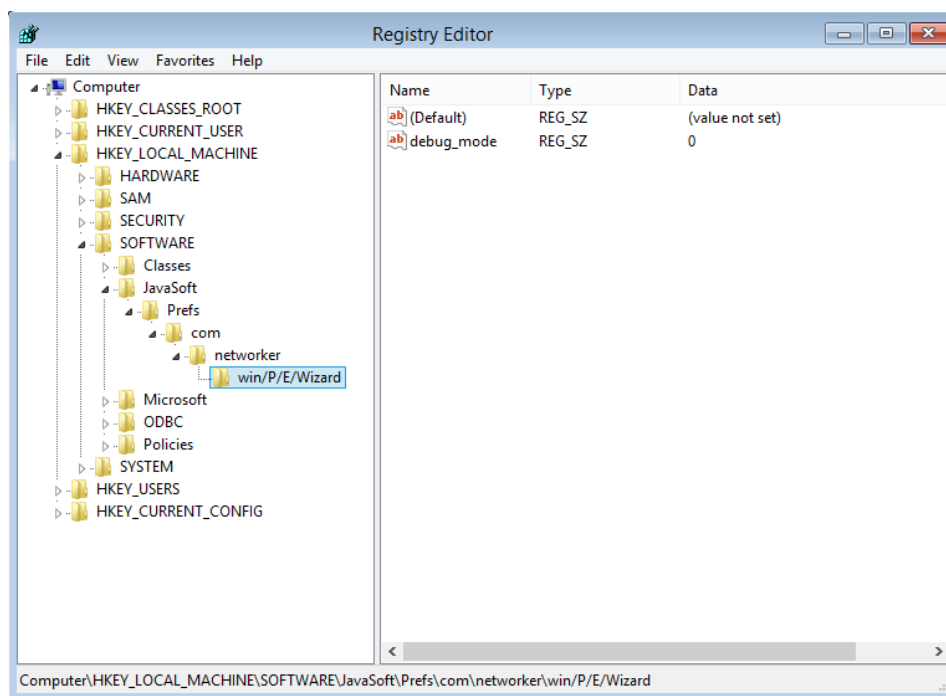 Registry Editor
File Edit View Favorites Help
Computer
HKEY_CLASSES_ROOT
HKEY_CURRENT_USER
HKEY_LOCAL_MACHINE
HARDWARE
SAM
SECURITY
SOFTWARE
Classes
JavaSoft
Prefs
com
networker
win/P/E/Wizard
Microsoft
ODBC
Policies
SYSTEM
HKEY_USERS
HKEY_CURRENT_CONFIG
Name Type Data
ab (Default) REG_SZ (value not set)
ab debug_mode REG_SZ 0
Computer\HKEY_LOCAL_MACHINE\SOFTWARE\JavaSoft\Prefs\com\networker\win/P/E/Wizard